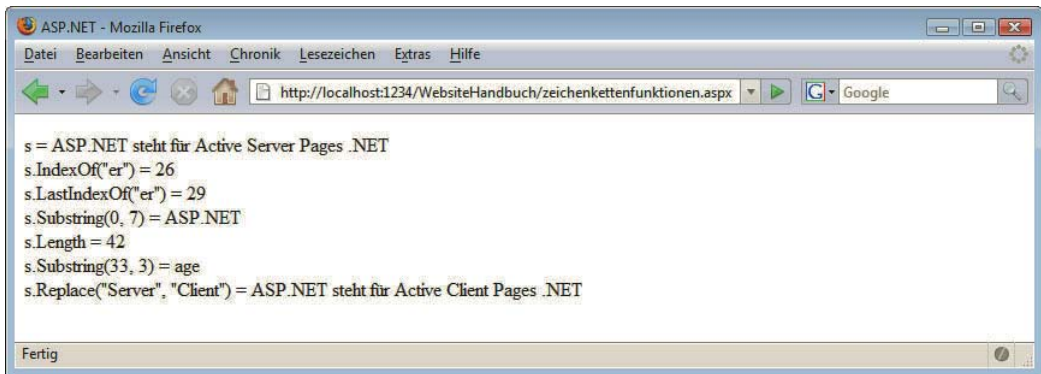 ASP.NET - Mozilla Firefox
Datei Bearbeiten Ansicht Chronik Lesezeichen Extras Hilfe
http://localhost:1234/WebsiteHandbuch/zeichenkettenfunktionen.aspx G Google
s = ASP.NET steht für Active Server Pages .NET
s.IndexOf("er") = 26
s.LastIndexOf("er") = 29
s.Substring(0, 7) = ASP.NET
s.Length = 42
s.Substring(33, 3) = age
s.Replace("Server", "Client") = ASP.NET steht für Active Client Pages .NET
Fertig